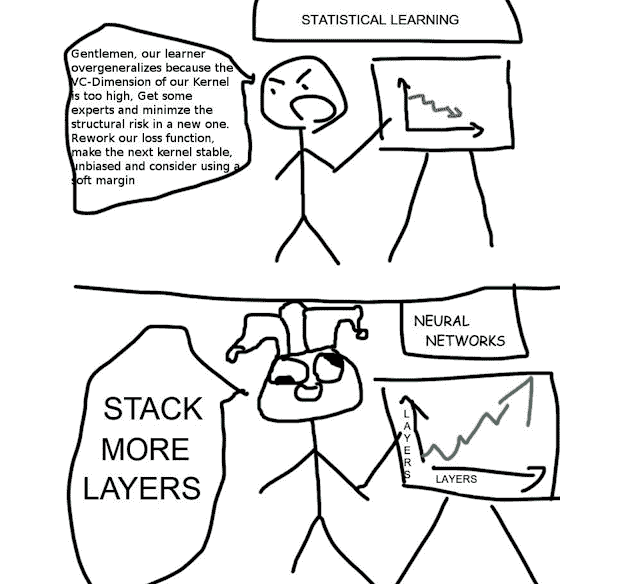 STATISTICAL LEARNING
Gentlemen, our learner
overgeneralizes because the
VC-Dimension of our Kernel
is too high, Get some
experts and minimze the
structural risk in a new one.
Rework our loss function,
make the next kernel stable,
unbiased and consider using a
soft margin
NEURAL
NETWORKS
STACK
MORE
LAYERS
LAYERS
LAYERS